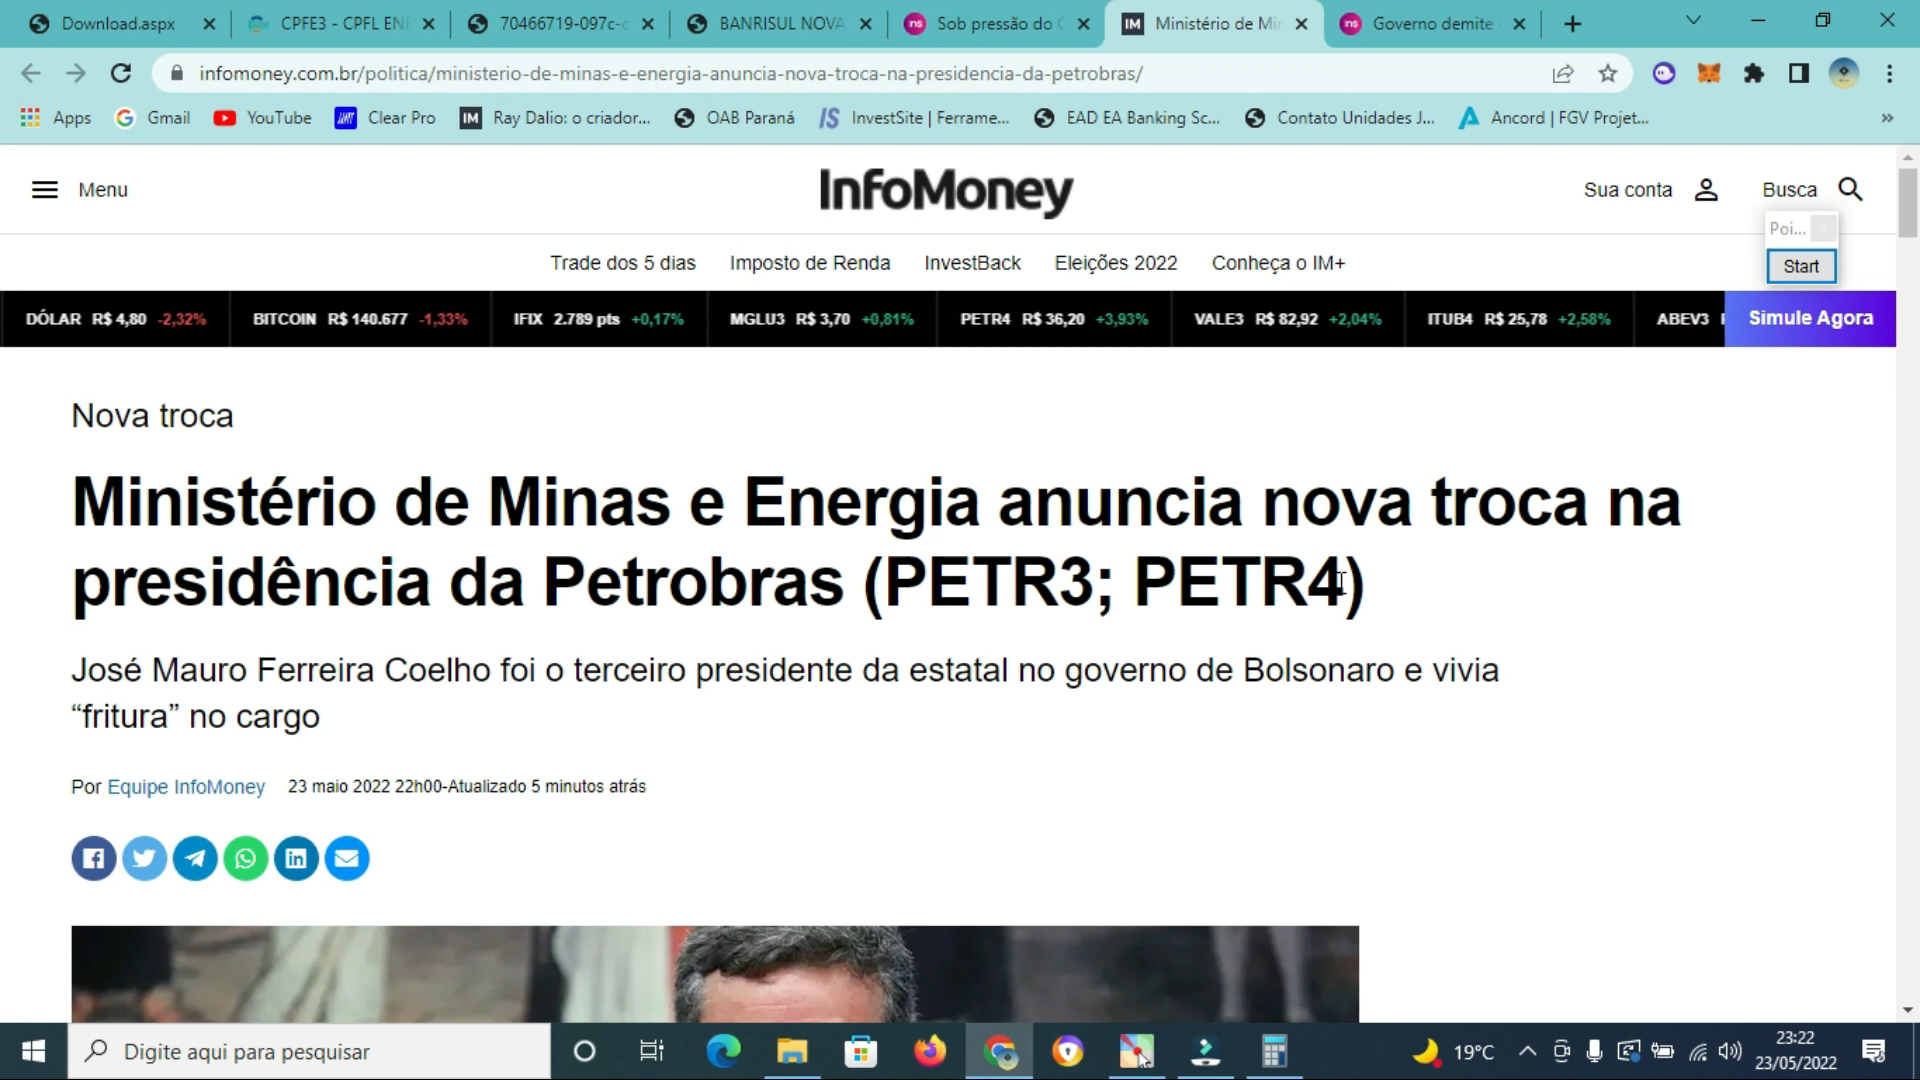 Download.aspx
CPFE3 - CPFL ENE
70466719-097c-
BANRISUL NOVA
Sob pressão do
Ministério de Min
Governo demite
infomoney.com.br/politica/ministerio-de-minas-e-energia-anuncia-nova-troca-na-presidencia-da-petrobras/
Apps
Gmail
YouTube
Clear Pro
IM Ray Dalio: o criador...
OAB Paraná
IS InvestSite | Ferrame...
EAD EA Banking Sc...
Contato Unidades J...
Ancord | FGV Projet...
»
Menu
InfoMoney
Sua conta
Busca
Poi...
Start
Trade dos 5 dias
Imposto de Renda
InvestBack
Eleições 2022
Conheça o IM+
DÓLAR R$ 4,80 -2,32%
BITCOIN R$ 140.677 -1,33%
IFIX 2.789 pts +0,17%
MGLU3 R$ 3,70 +0,81%
PETR4 R$ 36,20 +3,93%
VALE3 R$ 82,92 +2,04%
ITUB4 R$ 25,78 +2,58%
ABEV3
Simule Agora
Nova troca
Ministério de Minas e Energia anuncia nova troca na
presidência da Petrobras (PETR3; PETR4)
José Mauro Ferreira Coelho foi o terceiro presidente da estatal no governo de Bolsonaro e vivia
“fritura” no cargo
Por Equipe InfoMoney 23 maio 2022 22h00-Atualizado 5 minutos atrás
Digite aqui para pesquisar
19°C
23:22
23/05/2022